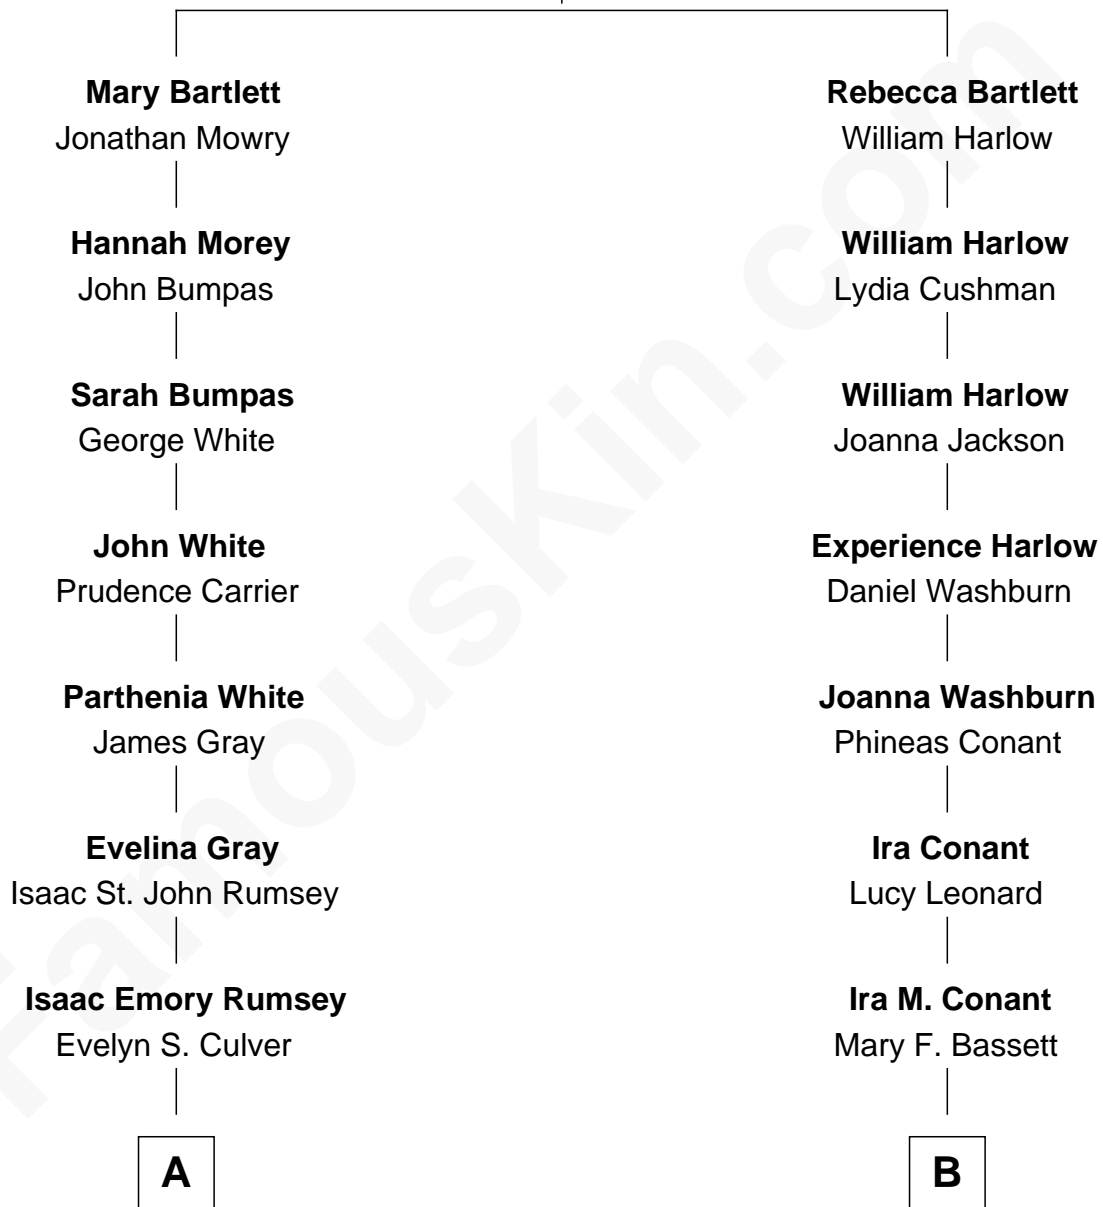 Mary Bartlett
Jonathan Mowry
Hannah Morey
John Bumpas
Sarah Bumpas
George White
John White
Prudence Carrier
Parthenia White
James Gray
Evelina Gray
Isaac St. John Rumsey
Isaac Emory Rumsey
Evelyn S. Culver
A
Rebecca Bartlett
William Harlow
William Harlow
Lydia Cushman
William Harlow
Joanna Jackson
Experience Harlow
Daniel Washburn
Joanna Washburn
Phineas Conant
Ira Conant
Lucy Leonard
Ira M. Conant
Mary F. Bassett
B
FamousKin.com